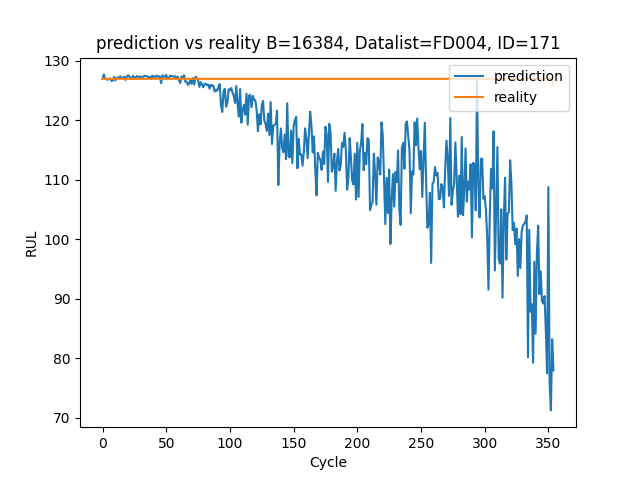 prediction vs reality B=16384, Datalist=FD004, ID=171
130
120
110
100
90
80
70
RUL
prediction
reality
0 50 100 150 200 250 300 350
Cycle